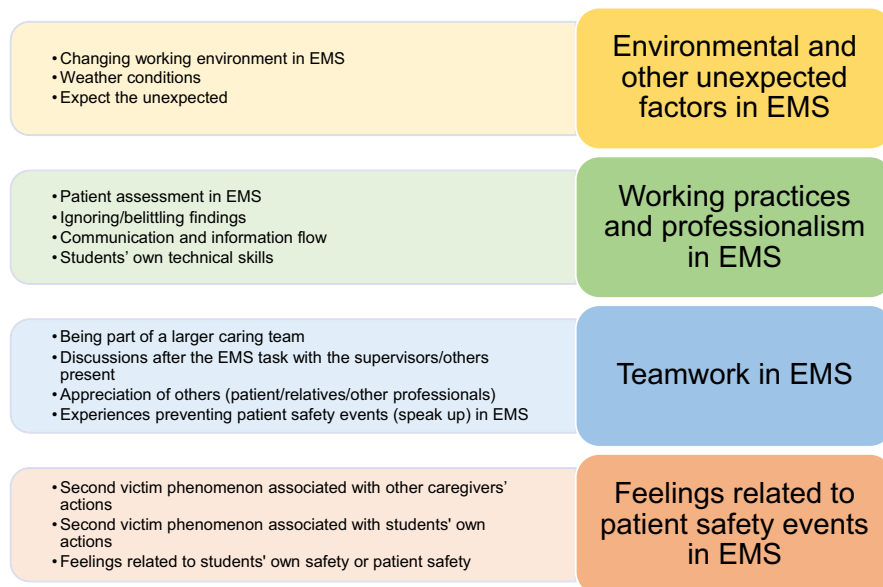 • Changing working environment in EMS
• Weather conditions
• Expect the unexpected
Environmental and
other unexpected
factors in EMS
• Patient assessment in EMS
• Ignoring/belittling findings
• Communication and information flow
• Students’ own technical skills
Working practices
and professionalism
in EMS
• Being part of a larger caring team
• Discussions after the EMS task with the supervisors/others
present
• Appreciation of others (patient/relatives/other professionals)
• Experiences preventing patient safety events (speak up) in EMS
Teamwork in EMS
• Second victim phenomenon associated with other caregivers’
actions
• Second victim phenomenon associated with students' own
actions
• Feelings related to students' own safety or patient safety
Feelings related to
patient safety events
in EMS